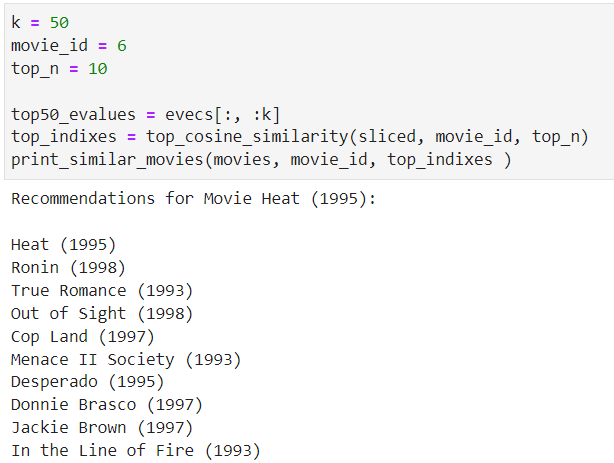 k = 50
movie_id = 6
top_n = 10
top50_evalues = evecs[:, :k]
top_indixes = top_cosine_similarity(sliced, movie_id, top_n)
print_similar_movies(movies, movie_id, top_indixes )
Recommendations for Movie Heat (1995):
Heat (1995)
Ronin (1998)
True Romance (1993)
Out of Sight (1998)
Cop Land (1997)
Menace II Society (1993)
Desperado (1995)
Donnie Brasco (1997)
Jackie Brown (1997)
In the Line of Fire (1993)